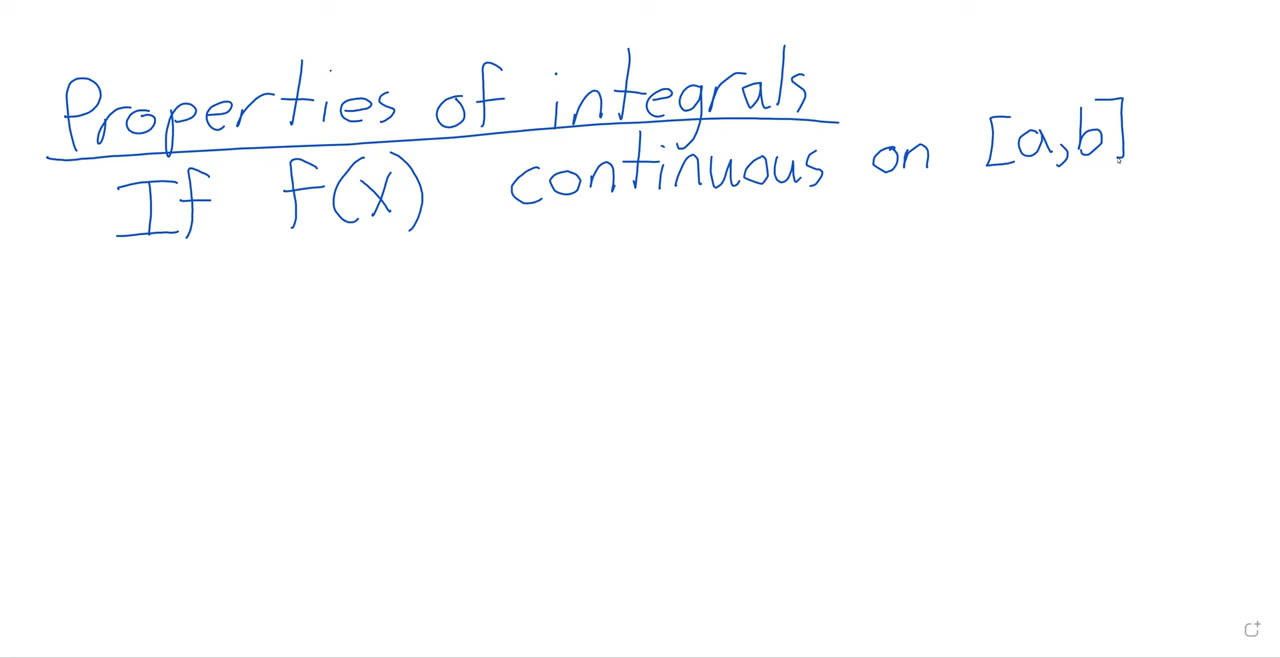 Properties of integrals
If f(x) continuous on [a,b]